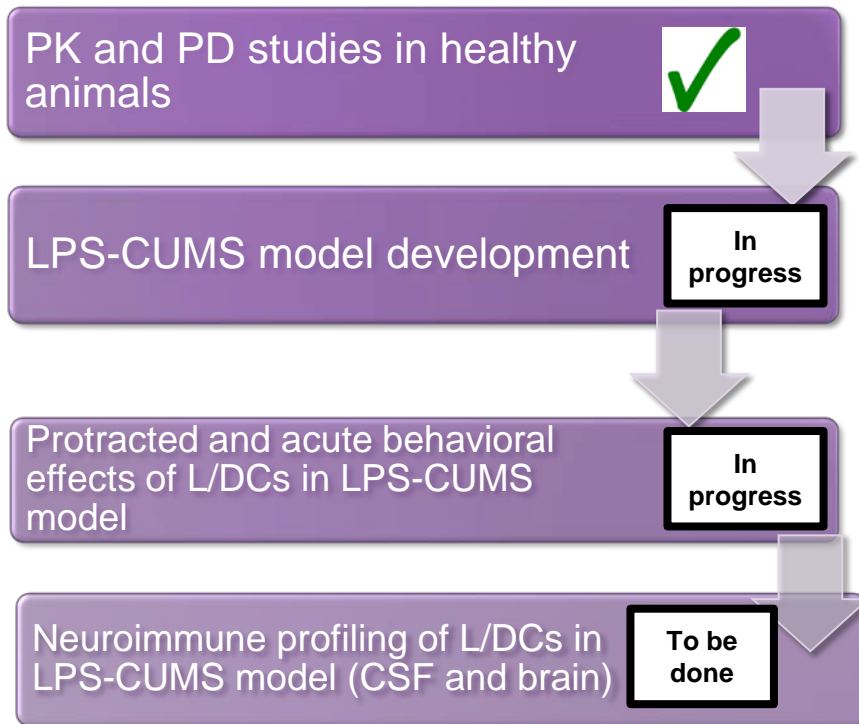 PK and PD studies in healthy
animals
LPS-CUMS model development
In
progress
Protracted and acute behavioral
effects of L/DCs in LPS-CUMS
model
In
progress
Neuroimmune profiling of L/DCs in
LPS-CUMS model (CSF and brain)
To be
done